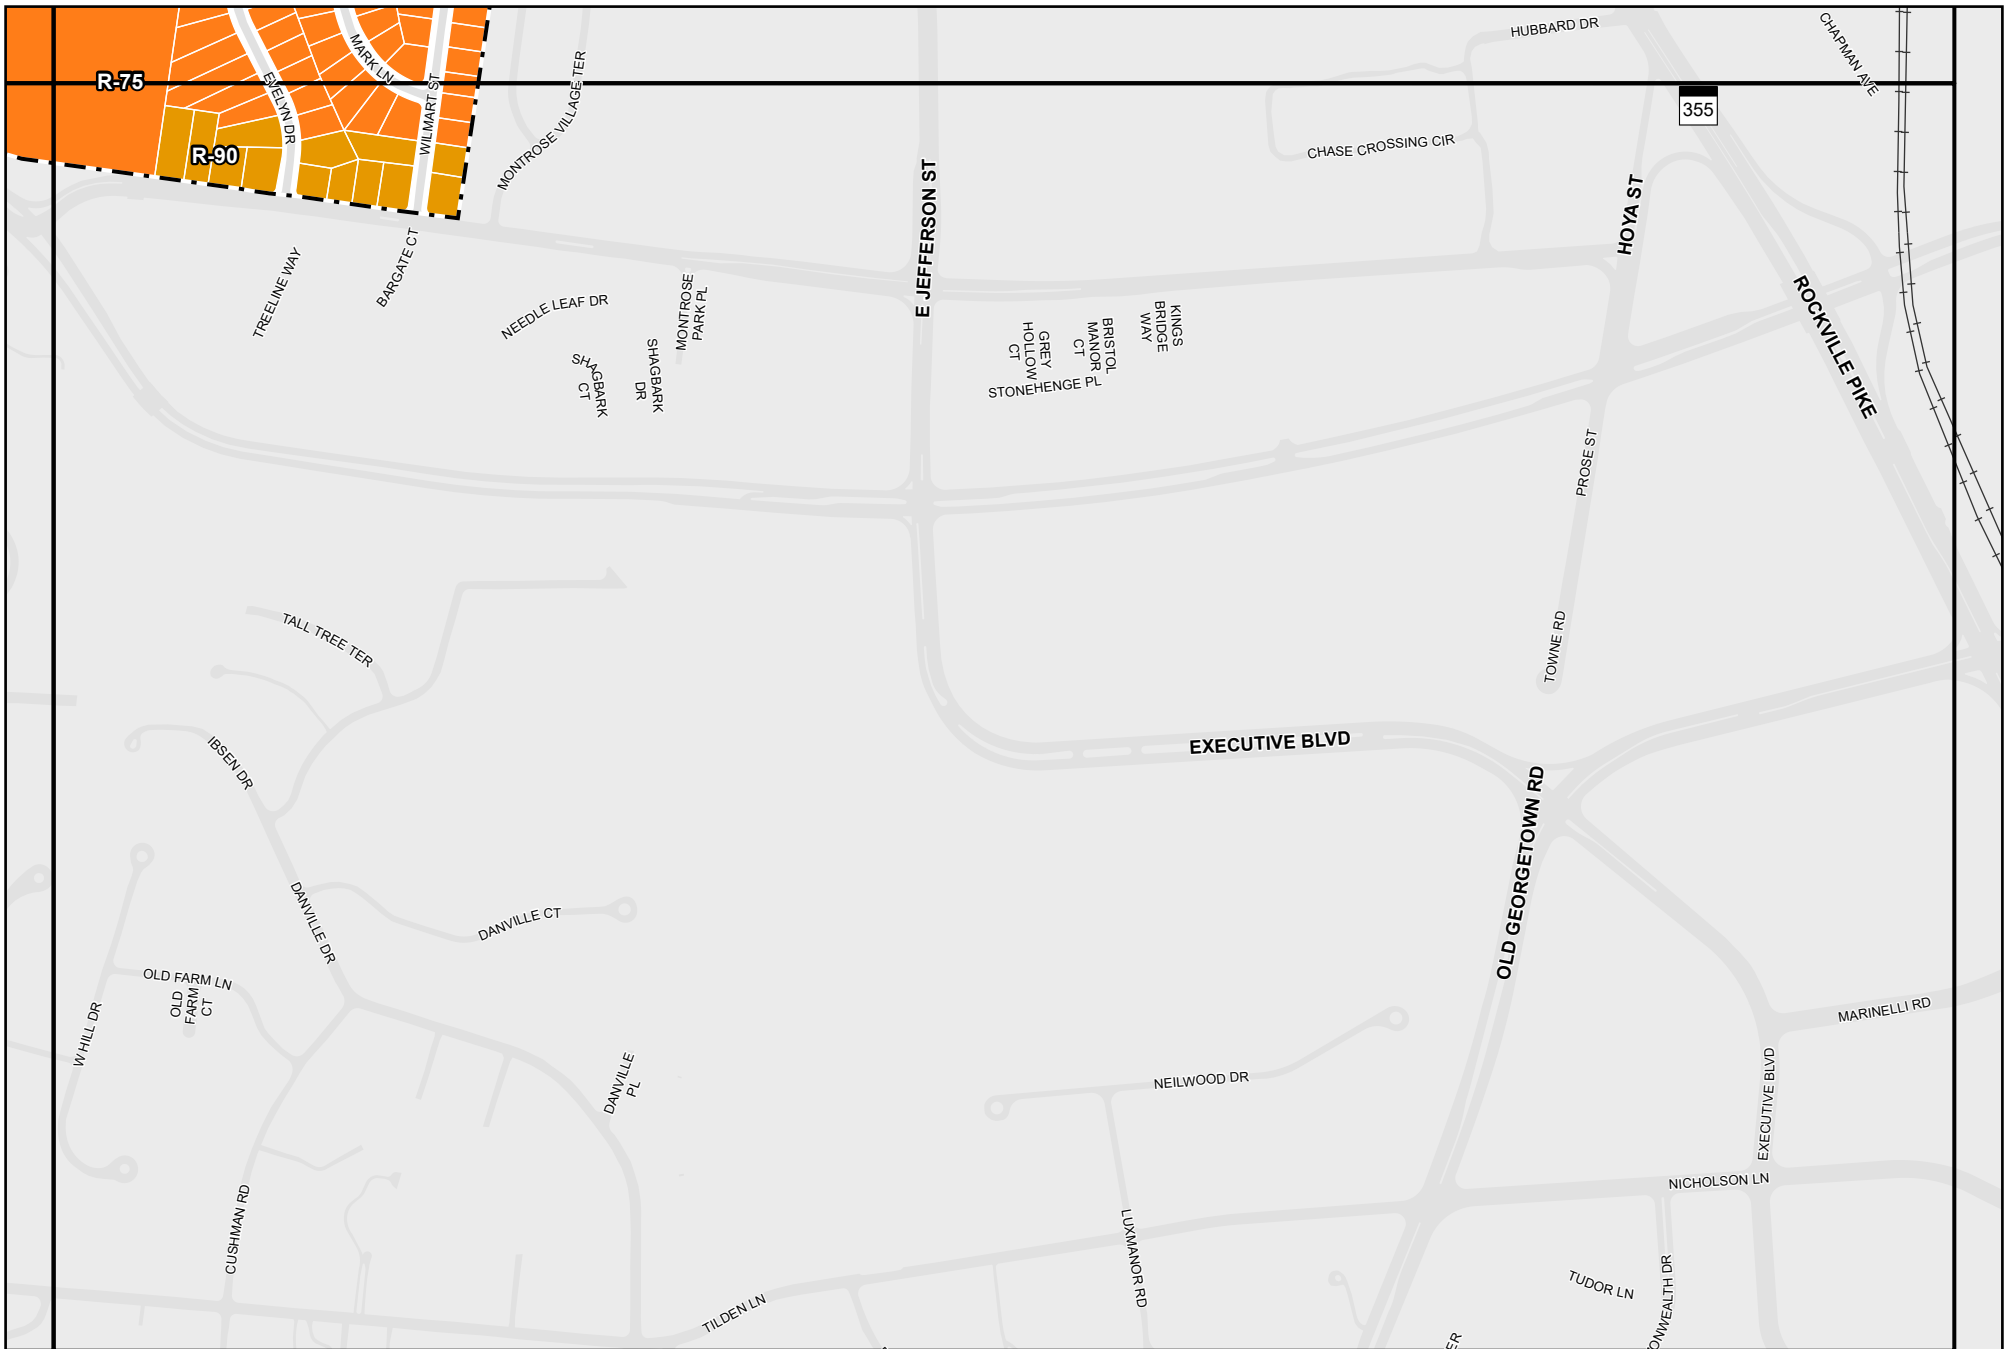 HUBBARD DR
CHAPMAN AVE
R-75
MARK LN
EVELYN DR
WILMART ST
MONTROSE VILLAGE TER
355
R-90
CHASE CROSSING CIR
E JEFFERSON ST
HOYA ST
TREELINE WAY
BARGATE CT
NEEDLE LEAF DR
MONTROSE
PARK PL
SHAGBARK
CT
SHAGBARK
DR
GREY
HOLLOW
CT
BRISTOL
MANOR
CT
KINGS
BRIDGE
WAY
STONEHENGE PL
ROCKVILLE PIKE
PROSE ST
TALL TREE TER
TOWNE RD
IBSEN DR
EXECUTIVE BLVD
OLD GEORGETOWN RD
DANVILLE DR
DANVILLE CT
OLD FARM LN
OLD
FARM
CT
W HILL DR
MARINELLI RD
DANVILLE
PL
NEILWOOD DR
EXECUTIVE BLVD
NICHOLSON LN
CUSHMAN RD
LUXMANOR RD
TUDOR LN
ONWEALTH DR
TILDEN LN
ER